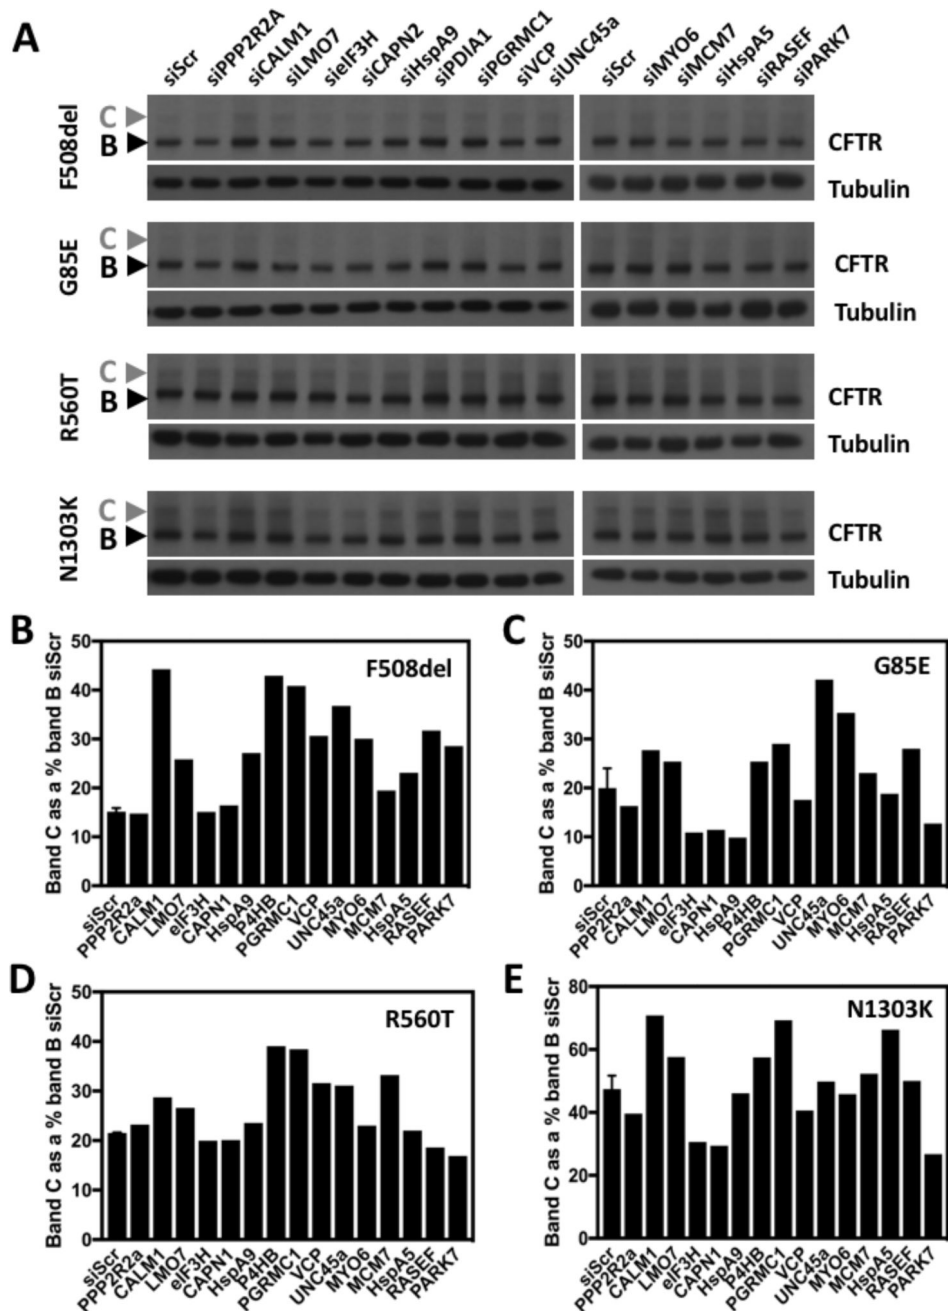 A
siScr siPPP2R2A siCALM1 siLMO7 sieIF3H siCAPN2 siHspA9 siPDIA1 siPGRMC1 siVCP siUNC45a siScr siMYO6 siMCM7 siHspA5 siRASEF siPARK7
F508del
C
B
CFTR
Tubulin
G85E
C
B
CFTR
Tubulin
R560T
C
B
CFTR
Tubulin
N1303K
C
B
CFTR
Tubulin
B
F508del
Band C as a % band B siScr
50
40
30
20
10
0
siScr PPP2R2a CALM1 LMO7 eIF3H CAPN1 HspA9 P4HB PGRMC1 VCP UNC45a MYO6 MCM7 HspA5 RASEF PARK7
C
G85E
Band C as a % band B siScr
50
40
30
20
10
0
siScr PPP2R2a CALM1 LMO7 eIF3H CAPN1 HspA9 P4HB PGRMC1 VCP UNC45a MYO6 MCM7 HspA5 RASEF PARK7
D
R560T
Band C as a % band B siScr
50
40
30
20
10
0
siScr PPP2R2a CALM1 LMO7 eIF3H CAPN1 HspA9 P4HB PGRMC1 VCP UNC45a MYO6 MCM7 HspA5 RASEF PARK7
E
N1303K
Band C as a % band B siScr
80
60
40
20
0
siScr PPP2R2a CALM1 LMO7 eIF3H CAPN1 HspA9 P4HB PGRMC1 VCP UNC45a MYO6 MCM7 HspA5 RASEF PARK7